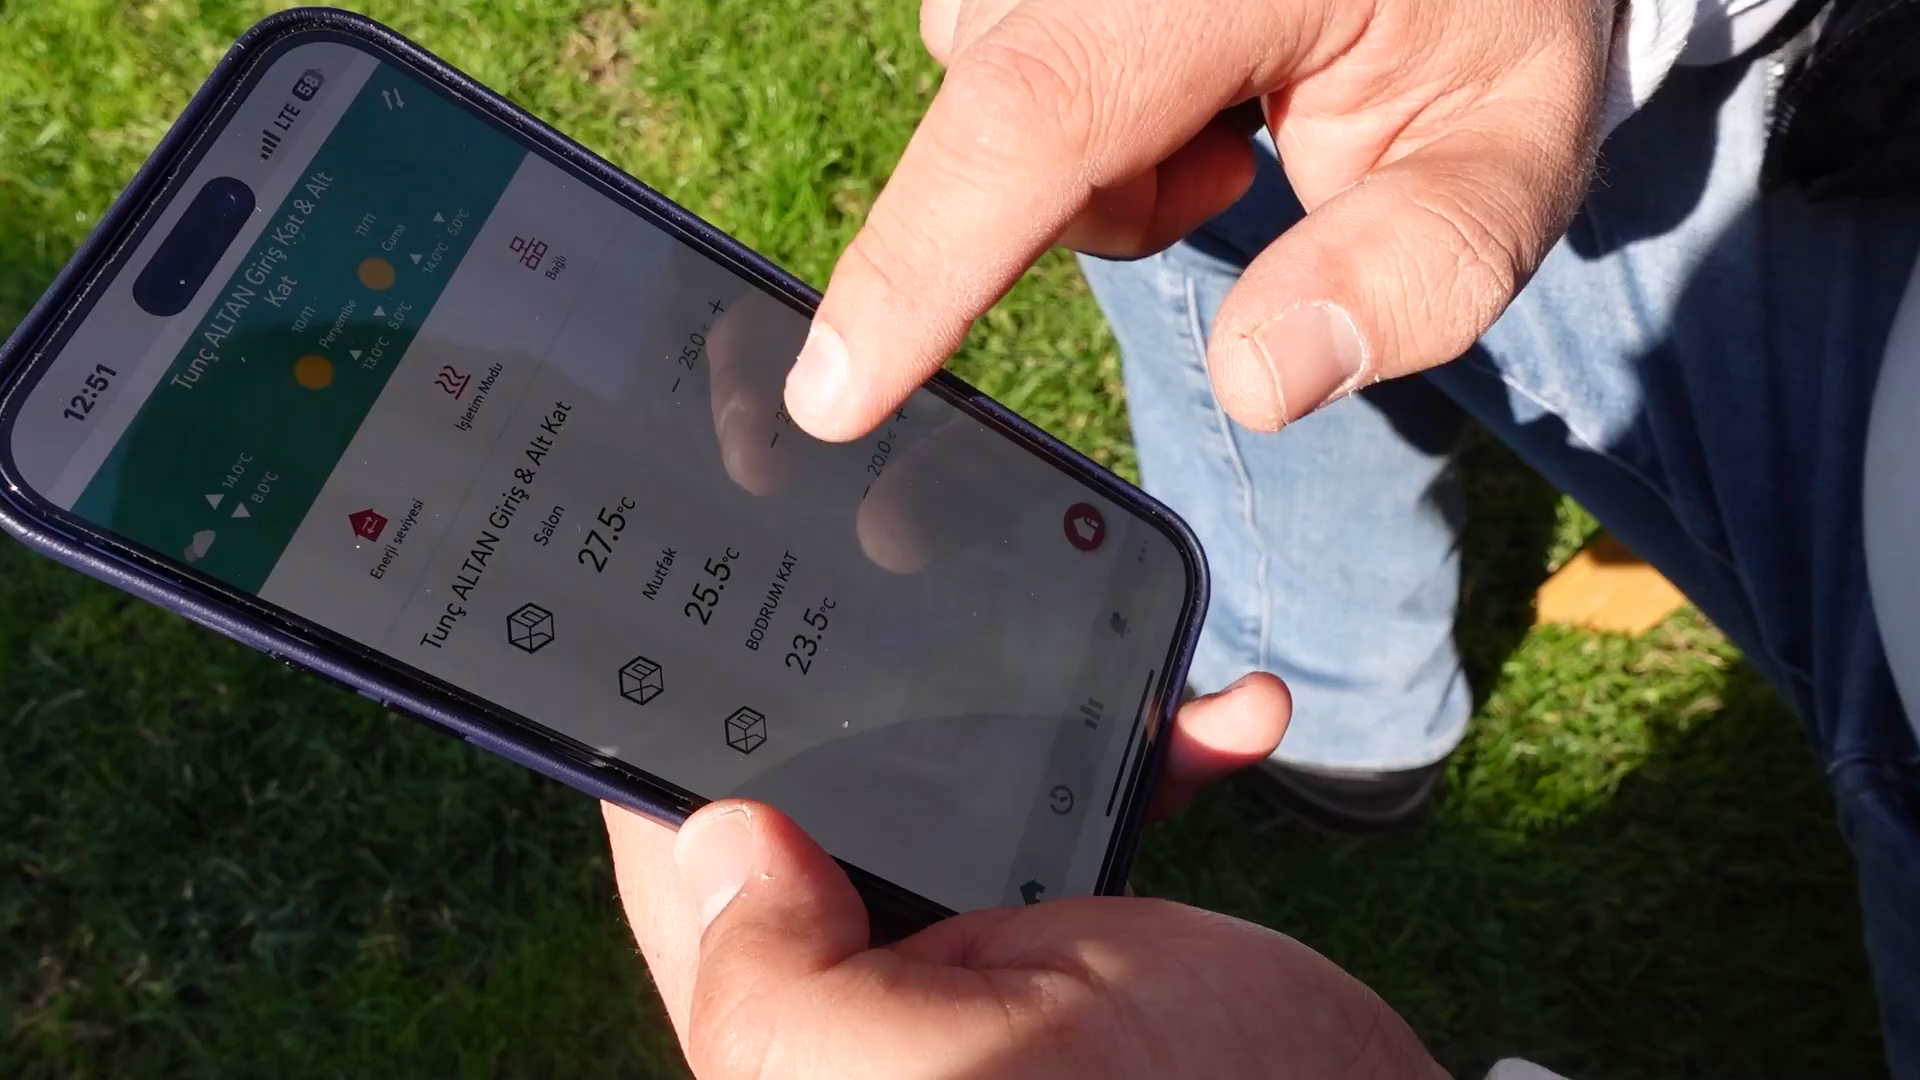 12:51
LTE 58
Tunç ALTAN Giriş Kat & Alt
Kat
14.0°C
8.0°C
10/11
Perşembe
13.0°C
5.0°C
11/11
Cuma
14.0°C
5.0°C
Enerji seviyesi
İşletim Modu
Bağlı
Tunç ALTAN Giriş & Alt Kat
Salon
27.5°C
− 25.0°C +
Mutfak
25.5°C
−
BODRUM KAT
23.5°C
− 20.0°C +